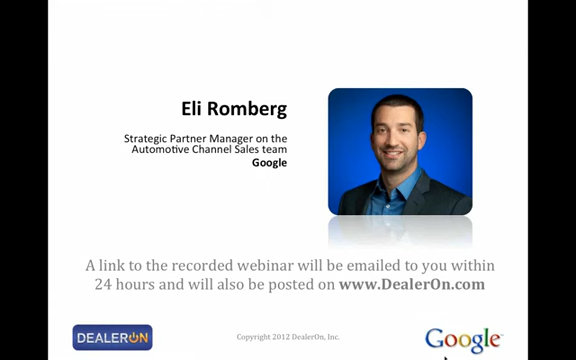 Eli Romberg
Strategic Partner Manager on the
Automotive Channel Sales team
Google
A link to the recorded webinar will be emailed to you within
24 hours and will also be posted on www.DealerOn.com
DEALERON
Copyright 2012 DealerOn, Inc.
Google